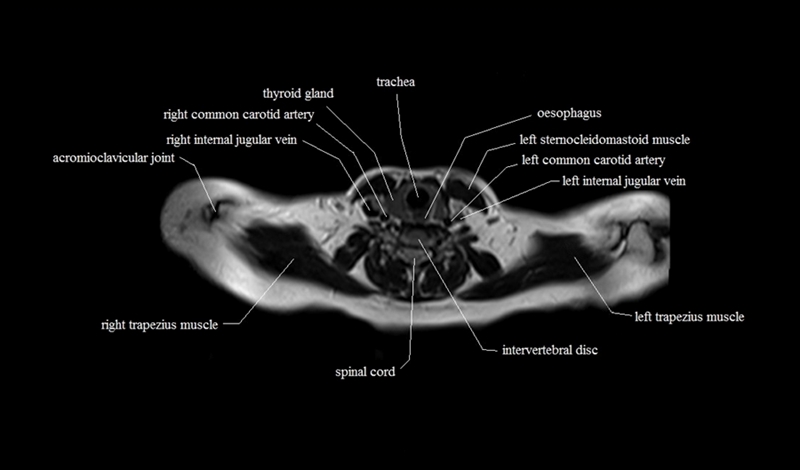 trachea
thyroid gland
right common carotid artery
oesophagus
right internal jugular vein
left sternocleidomastoid muscle
acromioclavicular joint
left common carotid artery
left internal jugular vein
right trapezius muscle
left trapezius muscle
intervertebral disc
spinal cord